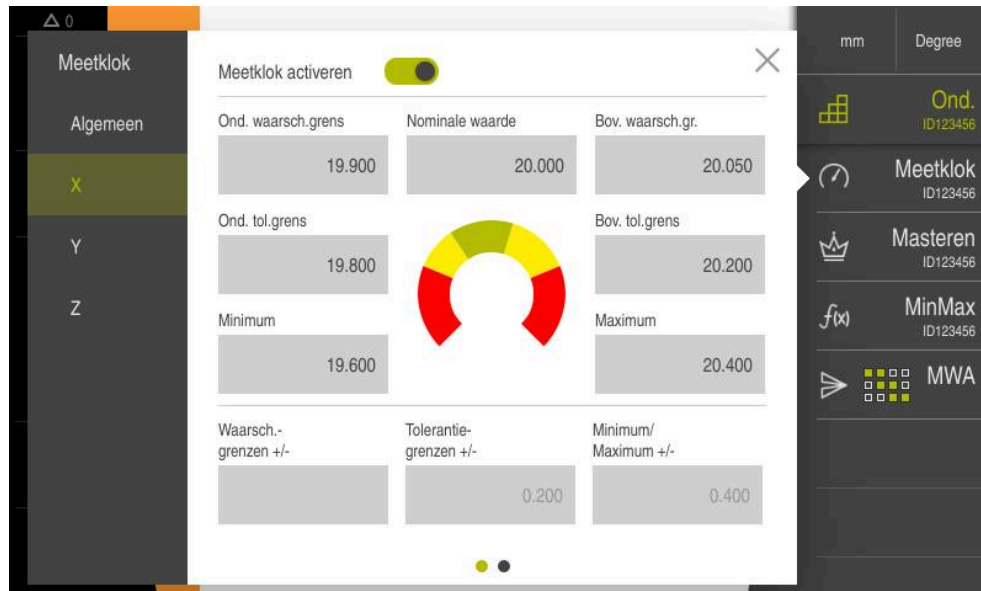 0
Meetklok
Algemeen
X
Y
Z
Meetklok activeren
Ond. waarsch.grens
Nominale waarde
Bov. waarsch.gr.
19.900
20.000
20.050
Ond. tol.grens
Bov. tol.grens
19.800
20.200
Minimum
Maximum
19.600
20.400
Waarsch.-
grenzen +/-
Tolerantie-
grenzen +/-
Minimum/
Maximum +/-
0.200
0.400
mm
Degree
Ond.
ID123456
Meetklok
ID123456
Masteren
ID123456
f(x)
MinMax
ID123456
MWA